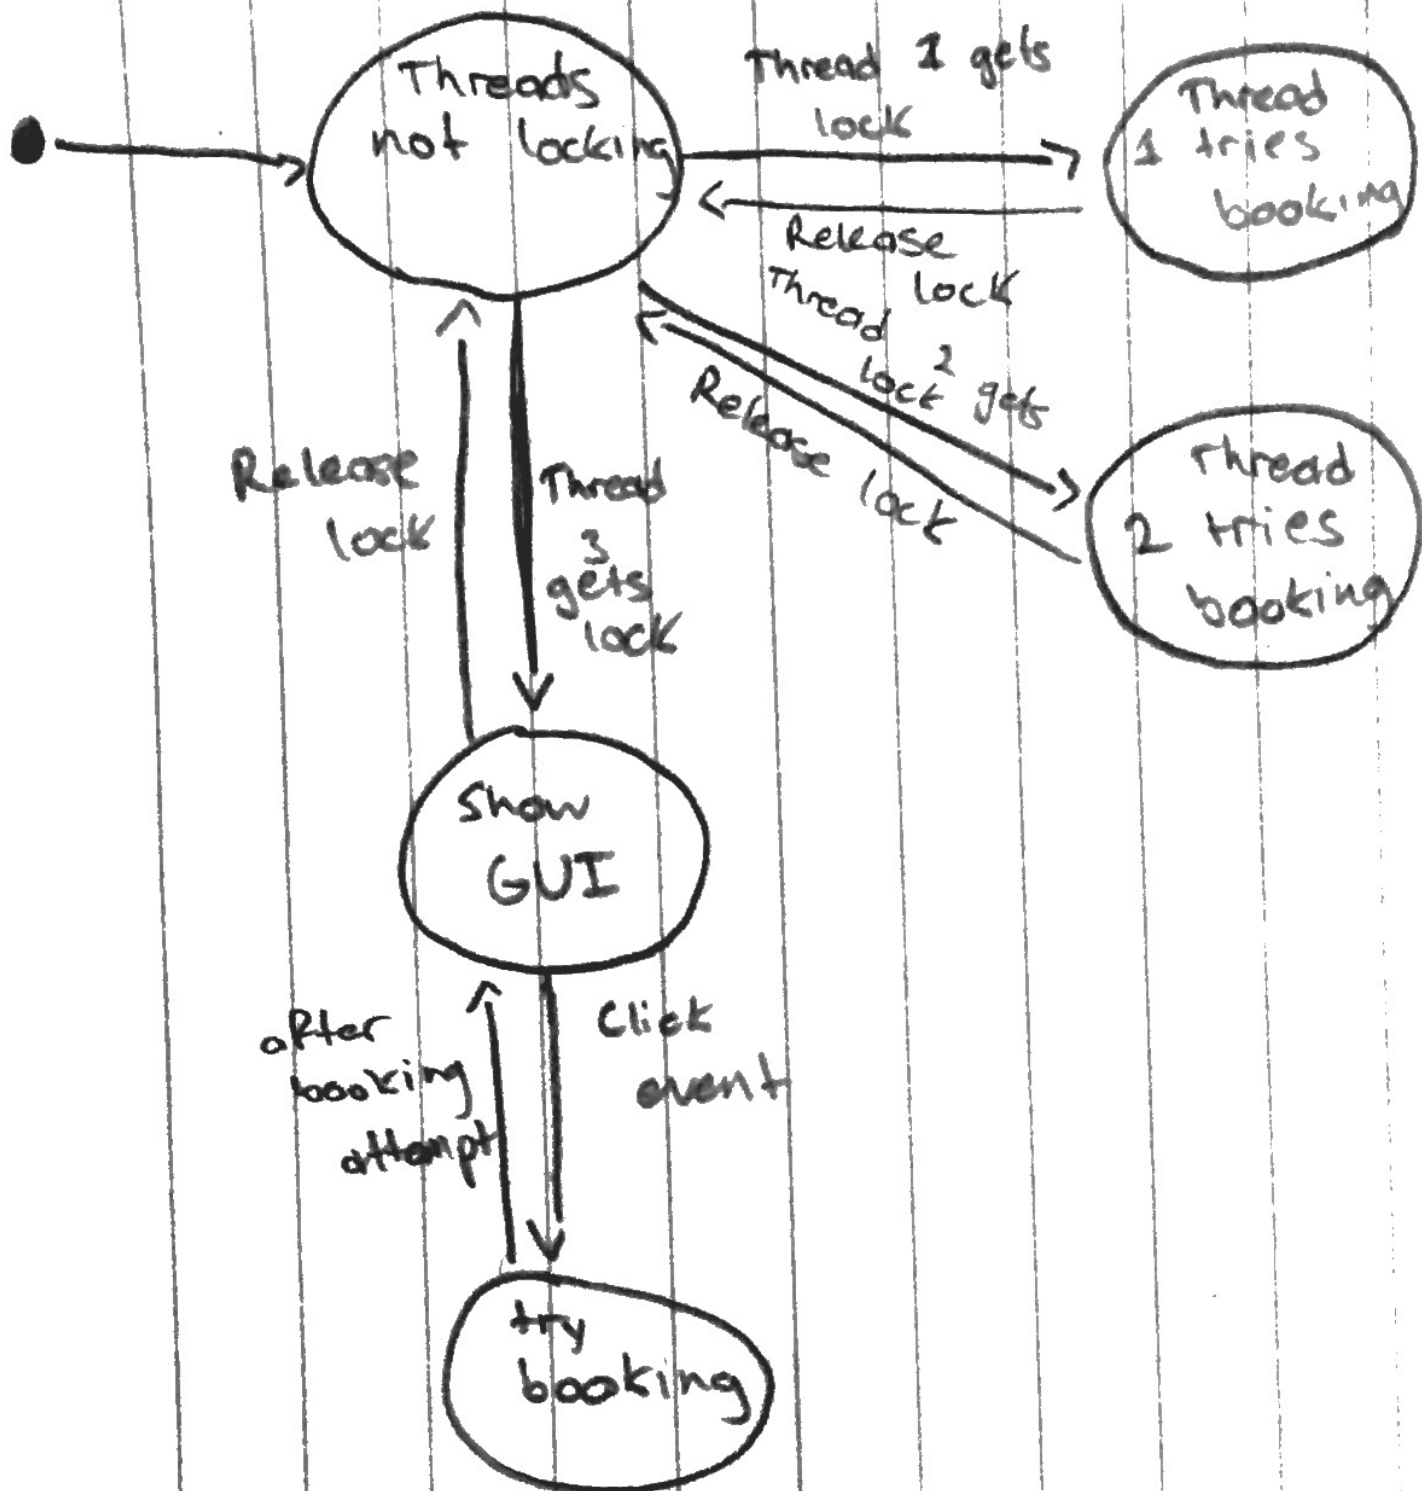 Threads
not locking
Thread 1 gets
lock
Thread
1 tries
booking
Release
lock
Thread
2 gets
lock
Release lock
Thread
2 tries
booking
Release
lock
Thread
3
gets
lock
Show
GUI
after
booking
attempt
Click
event
try
booking